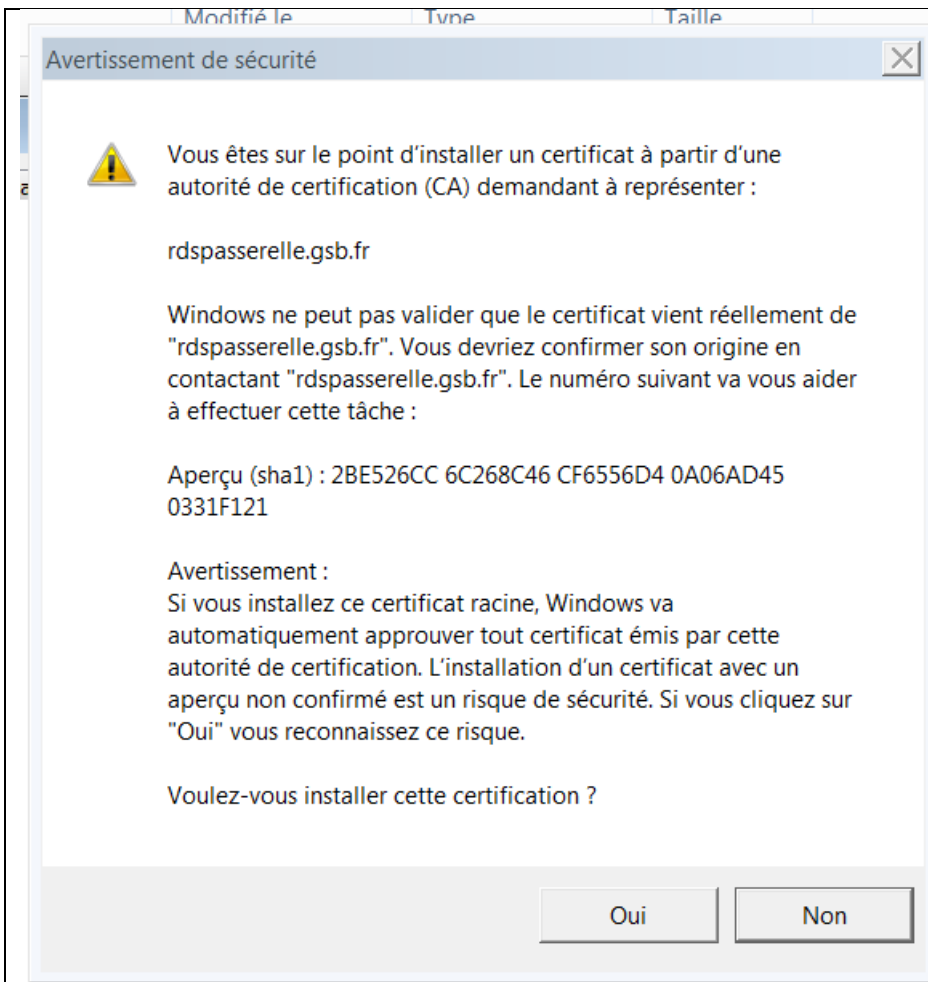 Modifié le Type Taille
Avertissement de sécurité
Vous êtes sur le point d'installer un certificat à partir d'une
autorité de certification (CA) demandant à représenter :
rdspasserelle.gsb.fr
Windows ne peut pas valider que le certificat vient réellement de
"rdspasserelle.gsb.fr". Vous devriez confirmer son origine en
contactant "rdspasserelle.gsb.fr". Le numéro suivant va vous aider
à effectuer cette tâche :
Aperçu (sha1) : 2BE526CC 6C268C46 CF6556D4 0A06AD45
0331F121
Avertissement :
Si vous installez ce certificat racine, Windows va
automatiquement approuver tout certificat émis par cette
autorité de certification. L'installation d'un certificat avec un
aperçu non confirmé est un risque de sécurité. Si vous cliquez sur
"Oui" vous reconnaissez ce risque.
Voulez-vous installer cette certification ?
Oui Non